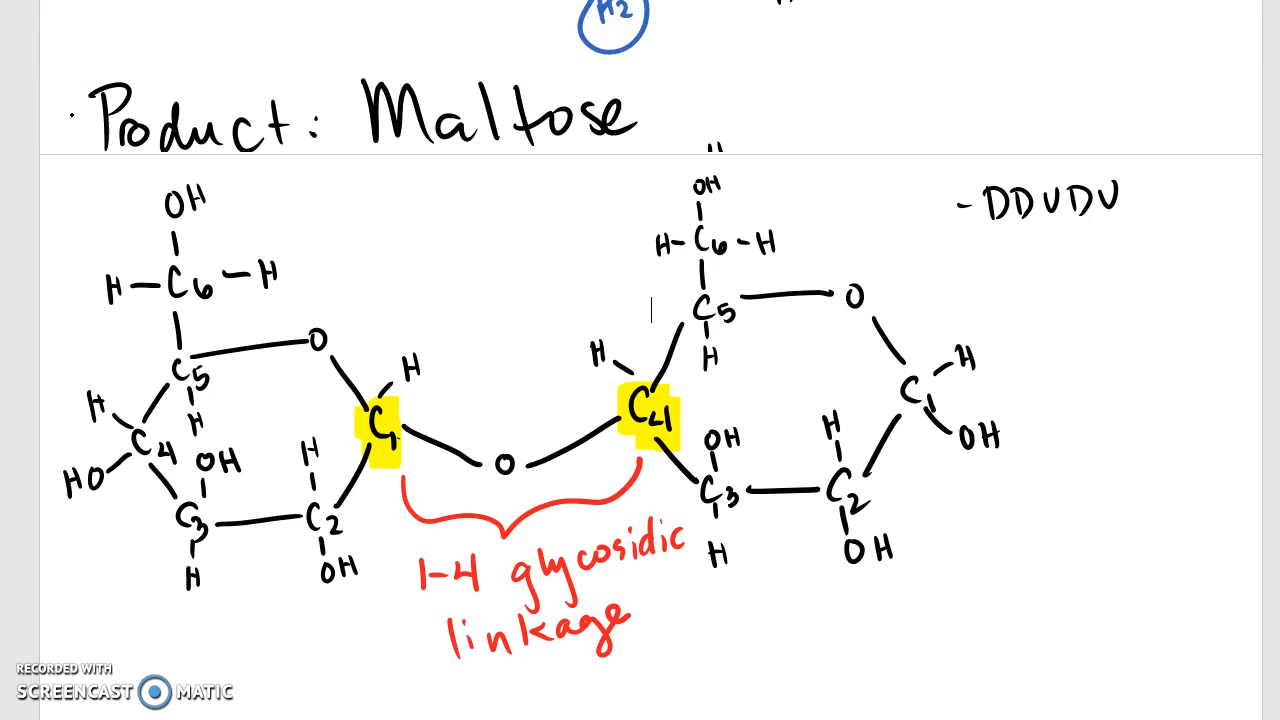 H2
Product: Maltose
- DDUDU
OH
H-C6-H
C5
H
O
H
C4
HO
OH
C3
H
H
C2
OH
H
C1
O
OH
H-C6-H
C5
H
O
H
C4
OH
C3
H
H
C2
OH
H
C1
OH
1-4 glycosidic
linkage
RECORDED WITH
SCREENCAST MATIC